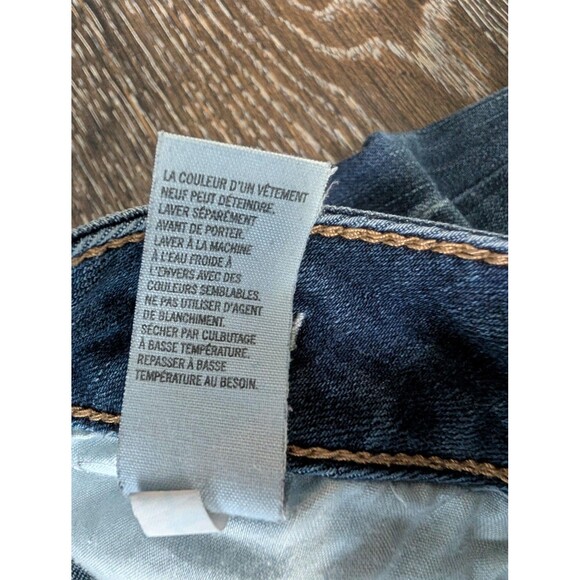 LA COULEUR D'UN VÊTEMENT
NEUF PEUT DÉTEINDRE.
LAVER SÉPARÉMENT
AVANT DE PORTER.
LAVER À LA MACHINE
À L'EAU FROIDE À
L'ENVERS AVEC DES
COULEURS SEMBLABLES.
NE PAS UTILISER D'AGENT
DE BLANCHIMENT.
SÉCHER PAR CULBUTAGE
À BASSE TEMPÉRATURE.
REPASSER À BASSE
TEMPÉRATURE AU BESOIN.